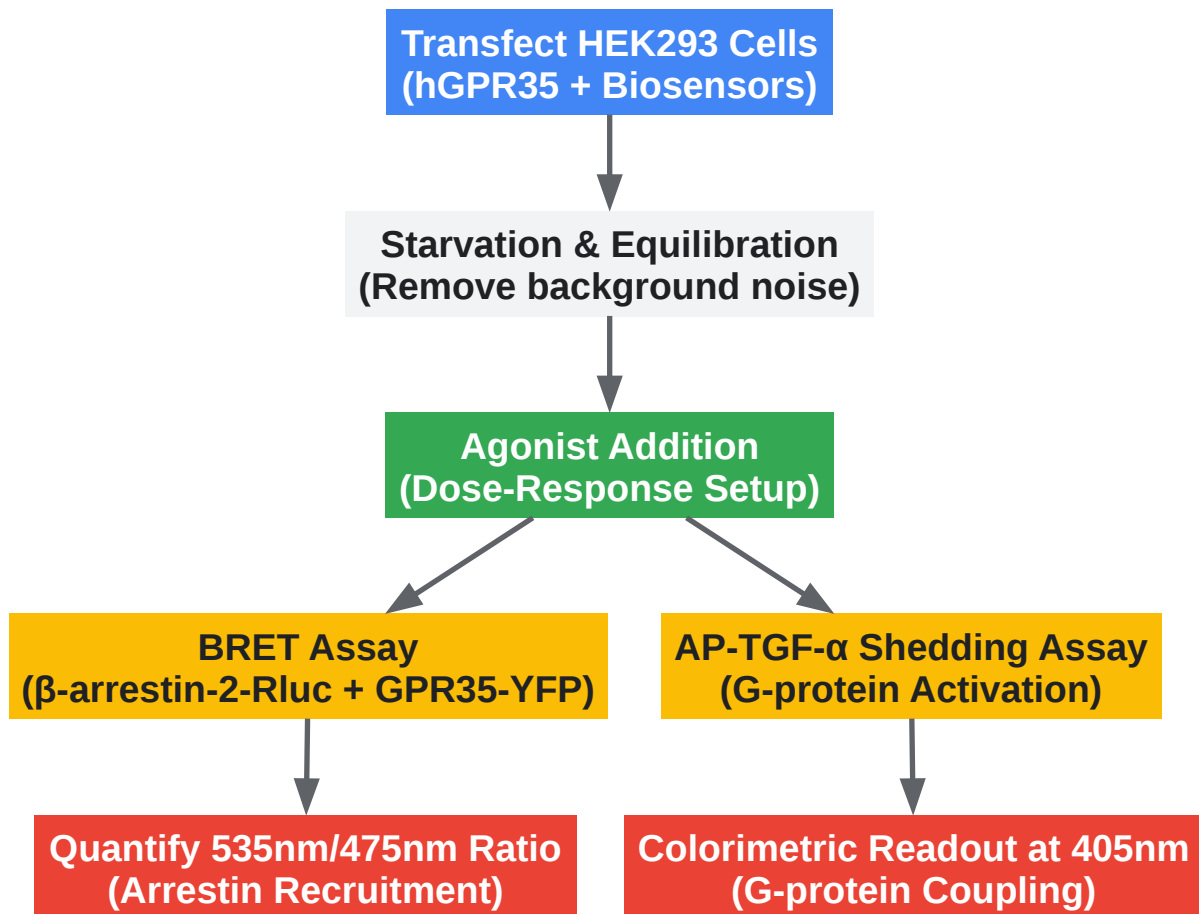 Transfect HEK293 Cells
(hGPR35 + Biosensors)
Starvation & Equilibration
(Remove background noise)
Agonist Addition
(Dose-Response Setup)
BRET Assay
(β-arrestin-2-Rluc + GPR35-YFP)
AP-TGF-α Shedding Assay
(G-protein Activation)
Quantify 535nm/475nm Ratio
(Arrestin Recruitment)
Colorimetric Readout at 405nm
(G-protein Coupling)